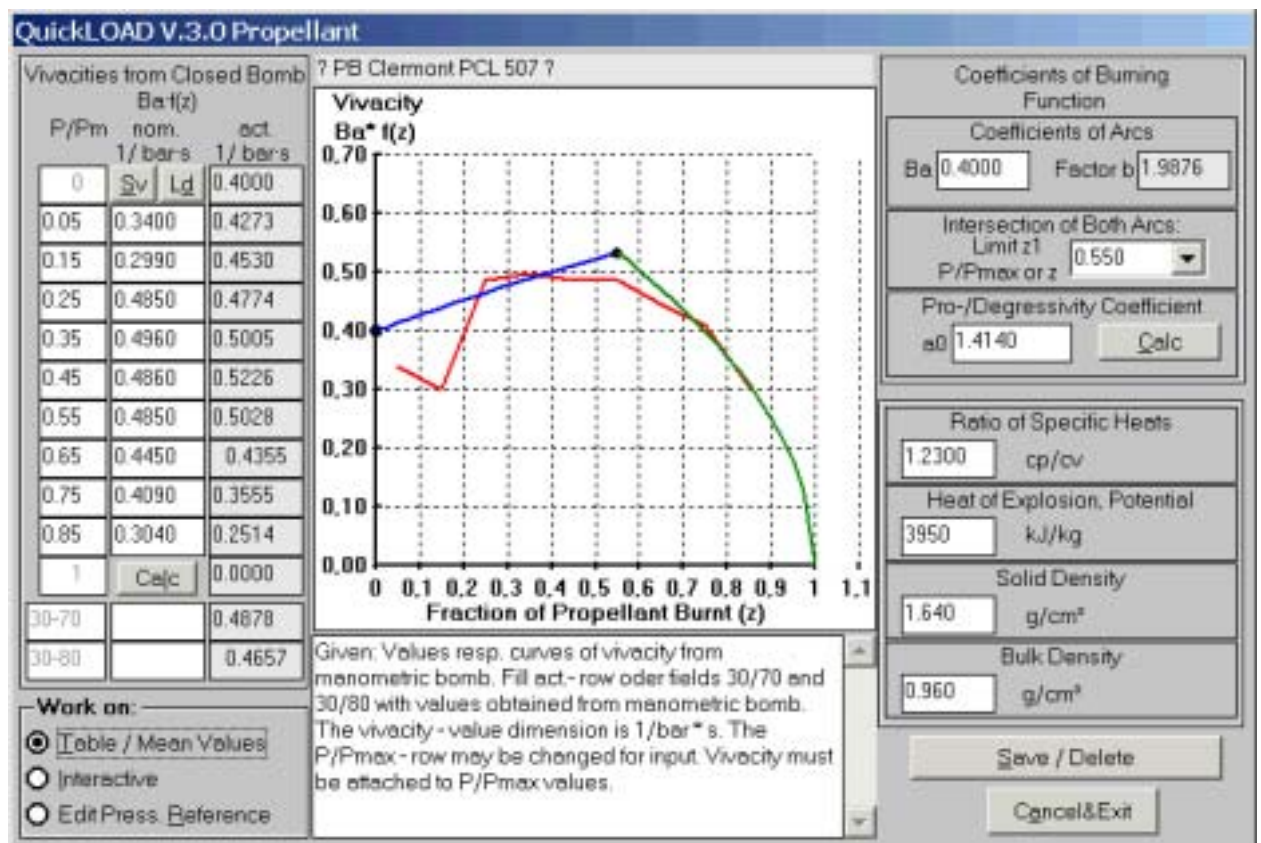 QuickLOAD V.3.0 Propellant
Vivacities from Closed Bomb
Ba f(z)
P/Pm nom. act.
1/ bar·s 1/ bar·s
0 Sv Ld 0.4000
0.05 0.3400 0.4273
0.15 0.2990 0.4530
0.25 0.4850 0.4774
0.35 0.4960 0.5005
0.45 0.4860 0.5226
0.55 0.4850 0.5028
0.65 0.4450 0.4355
0.75 0.4090 0.3555
0.85 0.3040 0.2514
1 Calc 0.0000
30-70 0.4878
30-80 0.4657
Work on:
Table / Mean Values
Interactive
Edit Press. Reference
? PB Clermont PCL 507 ?
Vivacity
Ba* f(z)
0,70
0,60
0,50
0,40
0,30
0,20
0,10
0,00
0 0,1 0,2 0,3 0,4 0,5 0,6 0,7 0,8 0,9 1 1,1
Fraction of Propellant Burnt (z)
Given: Values resp. curves of vivacity from
manometric bomb. Fill act.- row oder fields 30/70 and
30/80 with values obtained from manometric bomb.
The vivacity - value dimension is 1/bar * s. The
P/Pmax - row may be changed for input. Vivacity must
be attached to P/Pmax values.
Coefficients of Burning
Function
Coefficients of Arcs
Ba 0.4000 Factor b 1.9876
Intersection of Both Arcs:
Limit z1
P/Pmax or z
0.550
Pro-/Degressivity Coefficient
a0 1.4140 Calc
Ratio of Specific Heats
1.2300 cp/cv
Heat of Explosion, Potential
3950 kJ/kg
Solid Density
1.640 g/cm³
Bulk Density
0.960 g/cm³
Save / Delete
Cancel&Exit